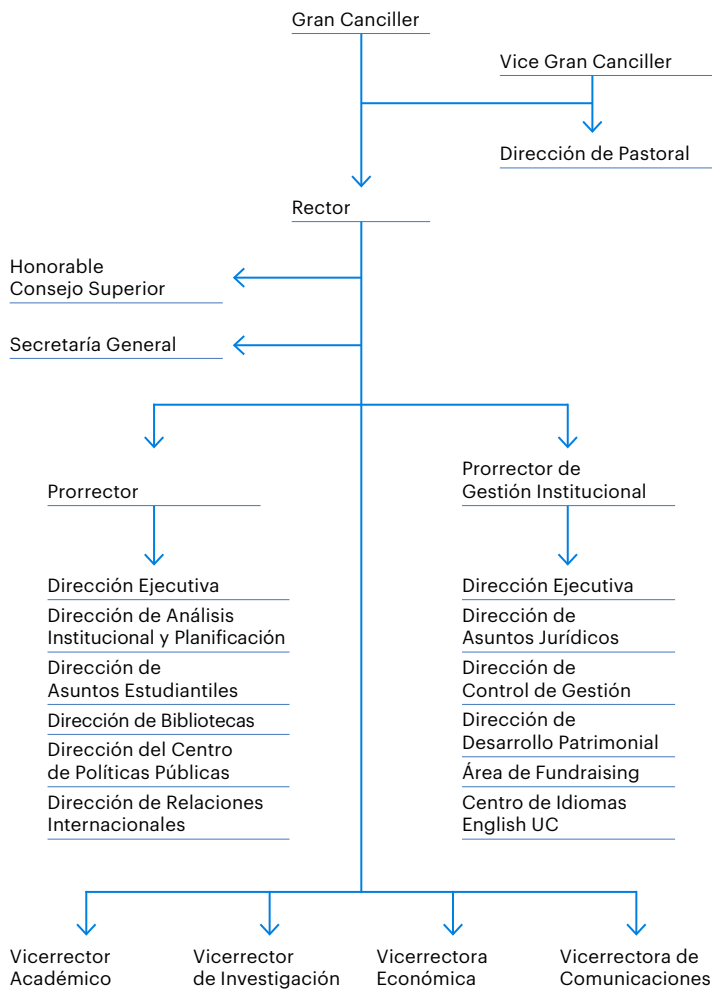 Gran Canciller
Vice Gran Canciller
Dirección de Pastoral
Rector
Honorable
Consejo Superior
Secretaría General
Prorrector
Dirección Ejecutiva
Dirección de Análisis
Institucional y Planificación
Dirección de
Asuntos Estudiantiles
Dirección de Bibliotecas
Dirección del Centro
de Políticas Públicas
Dirección de Relaciones
Internacionales
Prorrector de
Gestión Institucional
Dirección Ejecutiva
Dirección de
Asuntos Jurídicos
Dirección de
Control de Gestión
Dirección de
Desarrollo Patrimonial
Área de Fundraising
Centro de Idiomas
English UC
Vicerrector
Académico
Vicerrector
de Investigación
Vicerrectora
Económica
Vicerrectora de
Comunicaciones